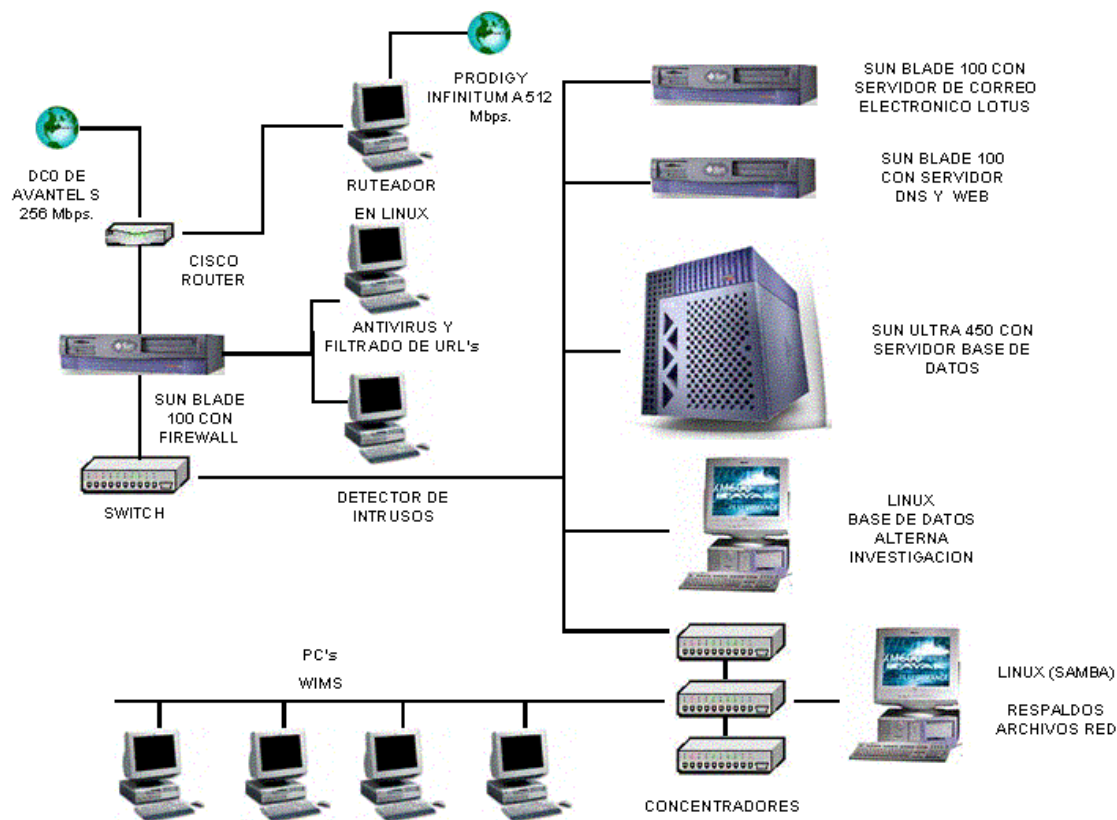 PRODIGY
INFINITUM A 512
Mbps.
DC0 DE
AVANTEL S
256 Mbps.
RUTEADOR
EN LINUX
CISCO
ROUTER
ANTIVIRUS Y
FILTRADO DE URL's
SUN BLADE
100 CON
FIREWALL
SWITCH
DETECTOR DE
INTRUSOS
SUN BLADE 100 CON
SERVIDOR DE CORREO
ELECTRONICO LOTUS
SUN BLADE 100
CON SERVIDOR
DNS Y WEB
SUN ULTRA 450 CON
SERVIDOR BASE DE
DATOS
LINUX
BASE DE DATOS
ALTERNA
INVESTIGACION
PC's
WIMS
LINUX (SAMBA)
RESPALDOS
ARCHIVOS RED
CONCENTRADORES